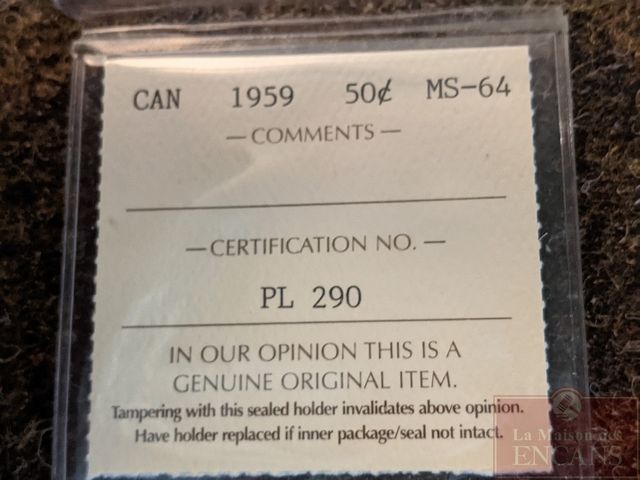 CAN 1959 50¢ MS-64
— COMMENTS —
— CERTIFICATION NO. —
PL 290
IN OUR OPINION THIS IS A
GENUINE ORIGINAL ITEM.
Tampering with this sealed holder invalidates above opinion.
Have holder replaced if inner package/seal not intact.
La Maison des
ENCANS